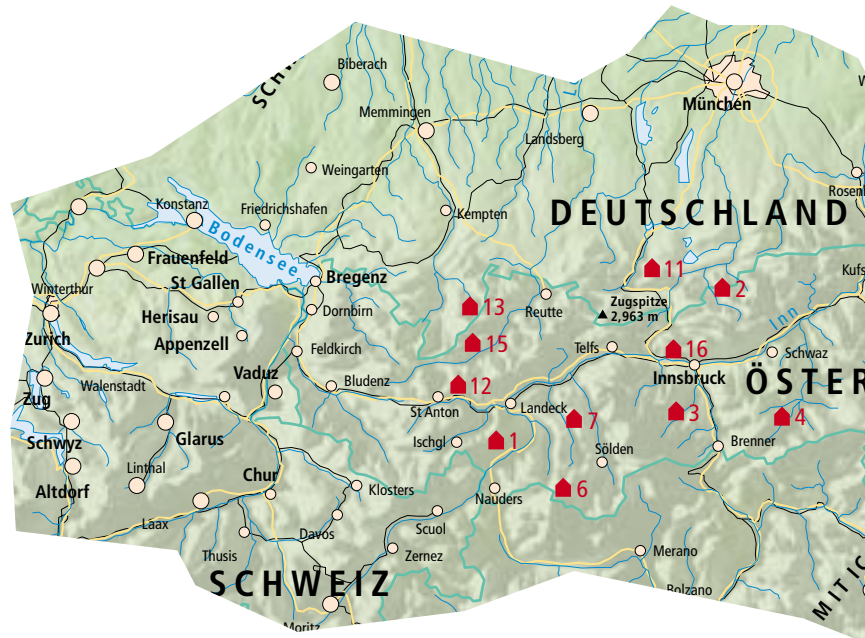 SCHW
Biberach
München
Memmingen
Landsberg
L
W
Weingarten
Rosenh
Konstanz
Friedrichshafen
Kempten
DEUTSCHLAND
Bodensee
Frauenfeld
St Gallen
Bregenz
11
2
Kufs
Winterthur
13
Reutte
Zugspitze
2,963 m
Herisau
Dornbirn
Inn
Zurich
Appenzell
Feldkirch
15
Telfs
16
Schwaz
Innsbruck
Vaduz
Walenstadt
Bludenz
12
ÖSTER
Zug
St Anton
Landeck
7
3
4
Schwyz
Glarus
Ischgl
1
Brenner
Linthal
Sölden
Chur
Altdorf
Klosters
Nauders
6
Laax
Davos
Scuol
Thusis
Zernez
Merano
SCHWEIZ
Bolzano
MITIC
Moritz